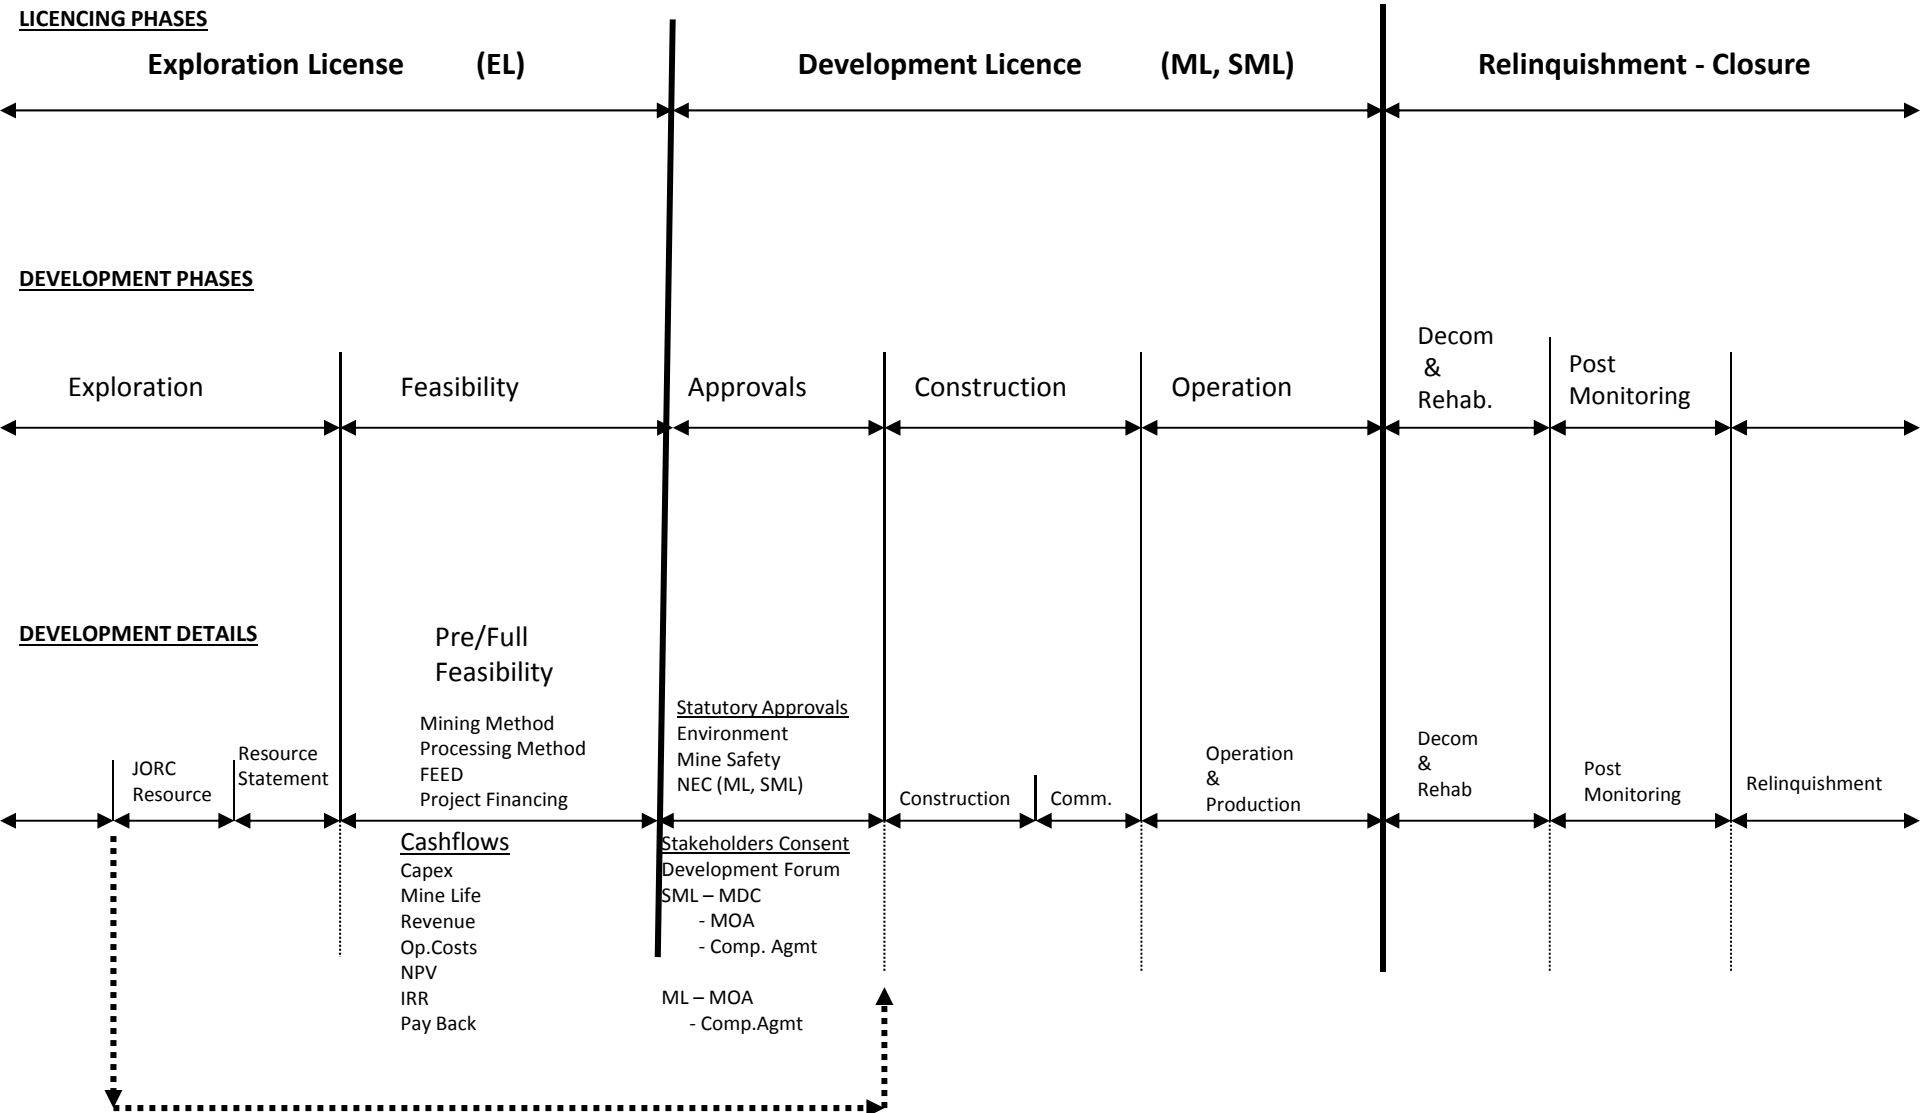 LICENCING PHASES
Exploration License (EL)
Development Licence (ML, SML)
Relinquishment - Closure
DEVELOPMENT PHASES
Exploration
Feasibility
Approvals
Construction
Operation
Decom
&
Rehab.
Post
Monitoring
DEVELOPMENT DETAILS
JORC
Resource
Resource
Statement
Pre/Full
Feasibility
Mining Method
Processing Method
FEED
Project Financing
Cashflows
Capex
Mine Life
Revenue
Op.Costs
NPV
IRR
Pay Back
Statutory Approvals
Environment
Mine Safety
NEC (ML, SML)
Stakeholders Consent
Development Forum
SML – MDC
- MOA
- Comp. Agmt
ML – MOA
- Comp.Agmt
Construction
Comm.
Operation
&
Production
Decom
&
Rehab
Post
Monitoring
Relinquishment